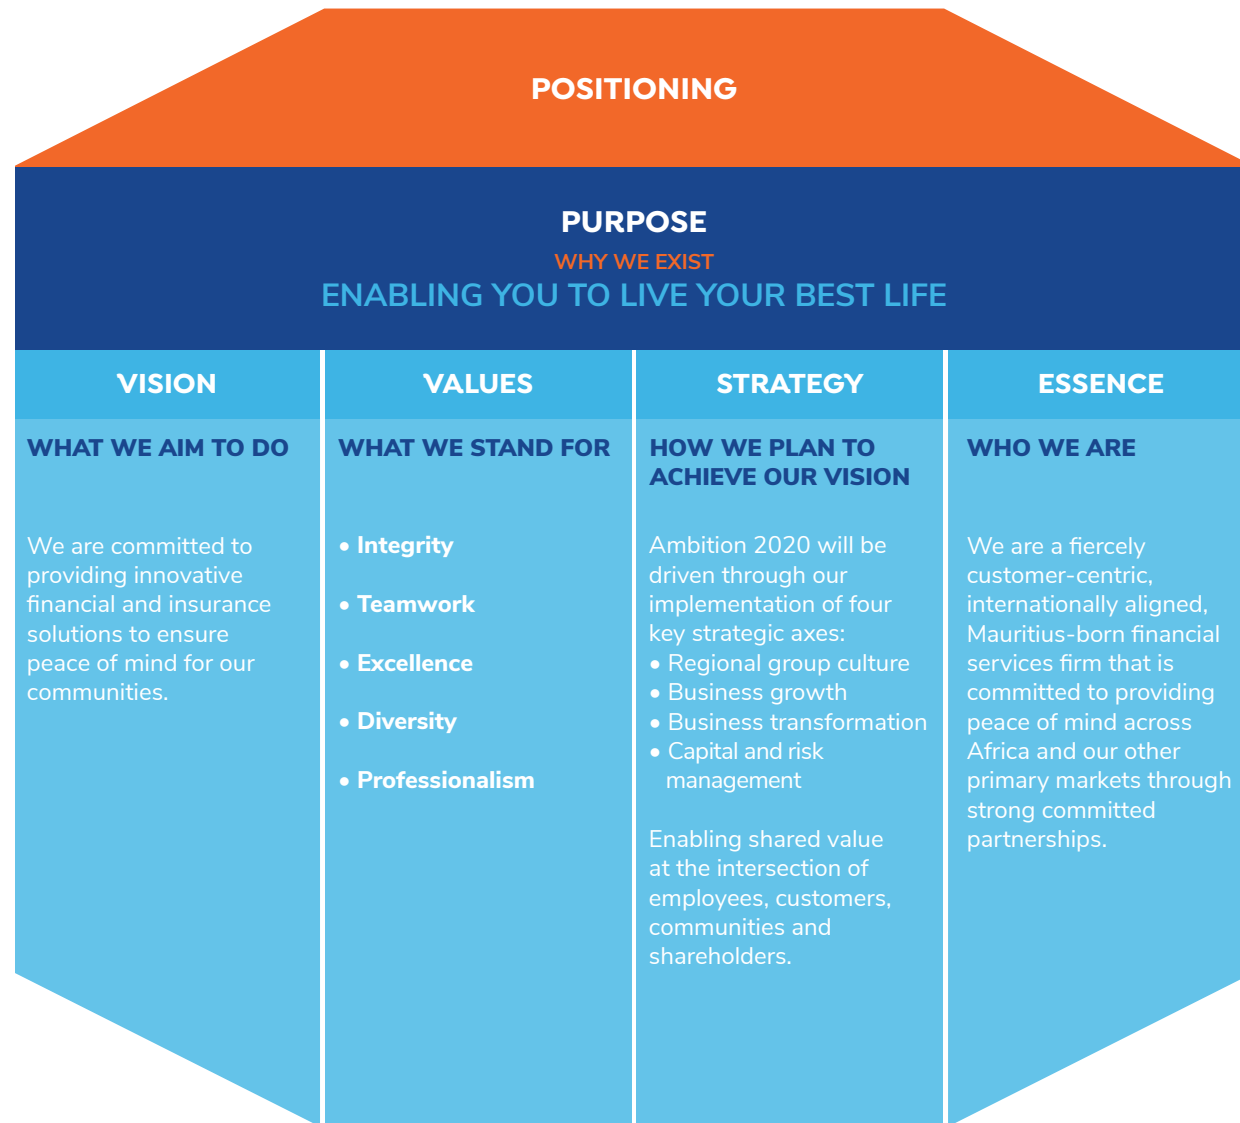 POSITIONING
PURPOSE
WHY WE EXIST
ENABLING YOU TO LIVE YOUR BEST LIFE
VISION
WHAT WE AIM TO DO
We are committed to
providing innovative
financial and insurance
solutions to ensure
peace of mind for our
communities.
VALUES
WHAT WE STAND FOR
• Integrity
• Teamwork
• Excellence
• Diversity
• Professionalism
STRATEGY
HOW WE PLAN TO
ACHIEVE OUR VISION
Ambition 2020 will be
driven through our
implementation of four
key strategic axes:
• Regional group culture
• Business growth
• Business transformation
• Capital and risk
management
Enabling shared value
at the intersection of
employees, customers,
communities and
shareholders.
ESSENCE
WHO WE ARE
We are a fiercely
customer-centric,
internationally aligned,
Mauritius-born financial
services firm that is
committed to providing
peace of mind across
Africa and our other
primary markets through
strong committed
partnerships.